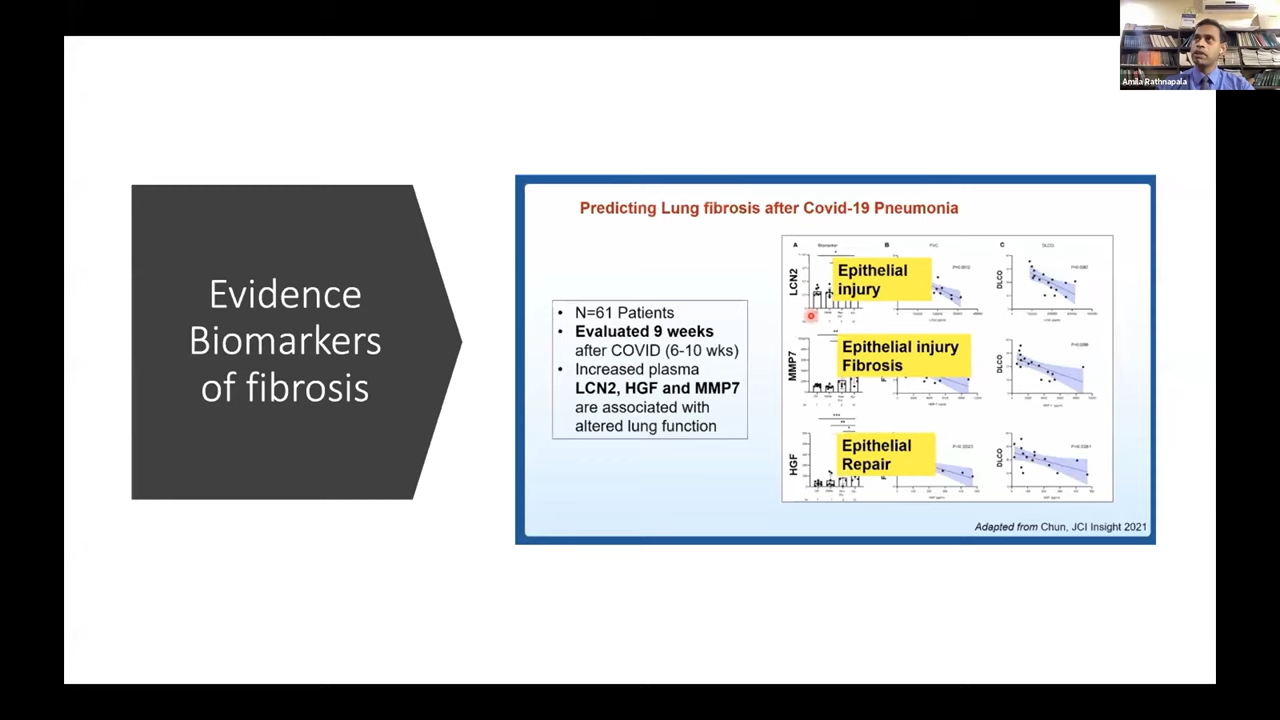 Amila Rathnapala
Evidence
Biomarkers
of fibrosis
Predicting Lung fibrosis after Covid-19 Pneumonia
• N=61 Patients
• Evaluated 9 weeks
after COVID (6-10 wks)
• Increased plasma
LCN2, HGF and MMP7
are associated with
altered lung function
A Biomarker
B FVC
C DLCO
LCN2
Epithelial
injury
DLCO
MMP7
Epithelial injury
Fibrosis
DLCO
HGF
Epithelial
Repair
DLCO
Adapted from Chun, JCI Insight 2021